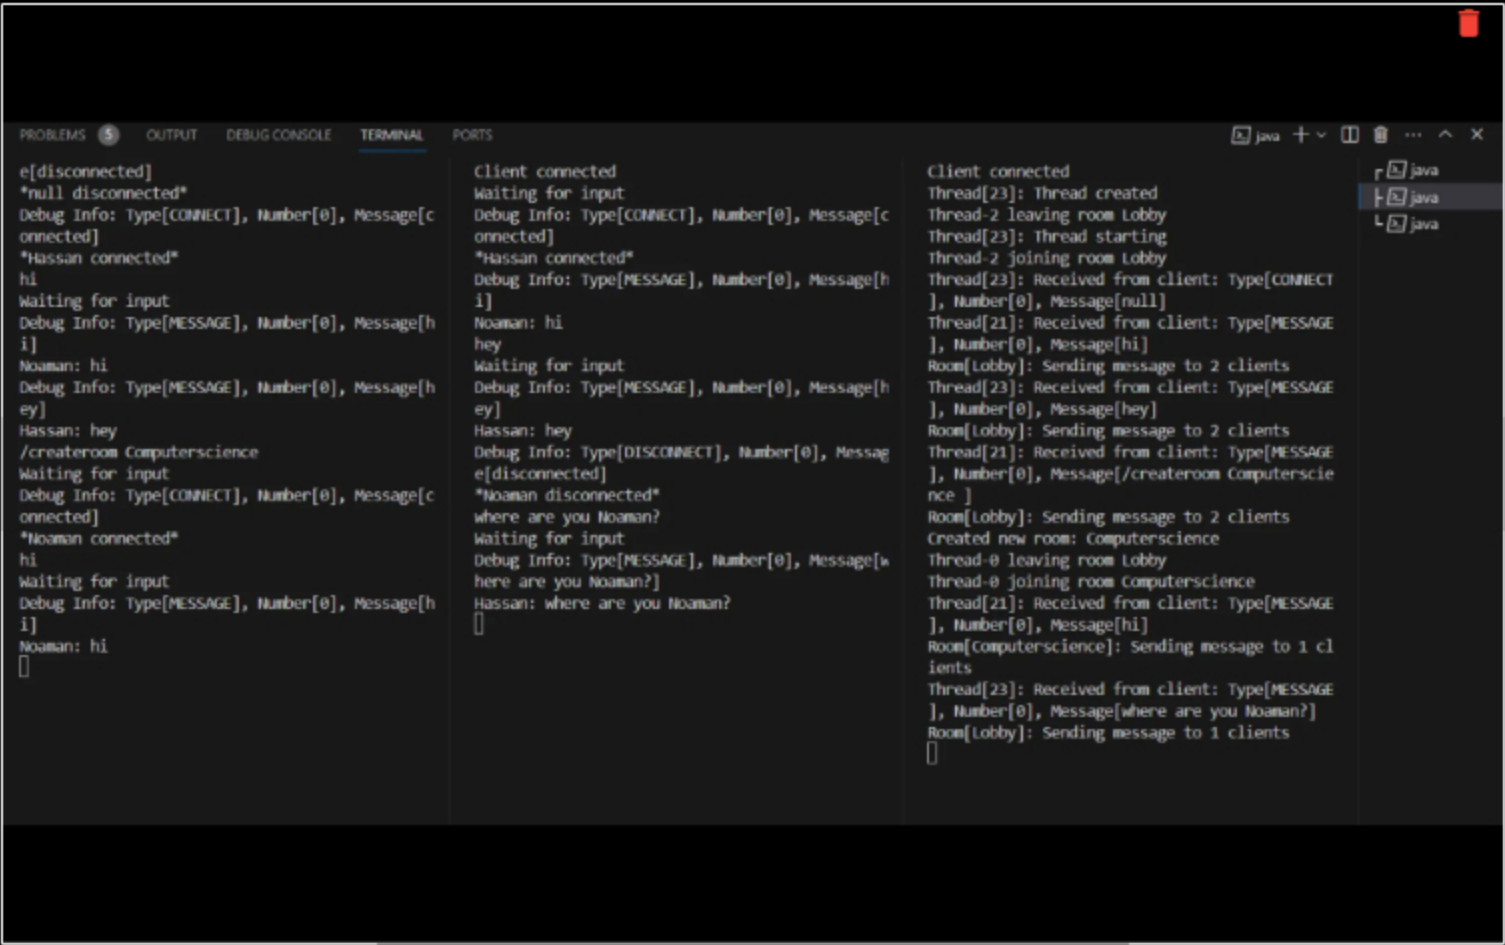 PROBLEMS 5 OUTPUT DEBUG CONSOLE TERMINAL PORTS java
e[disconnected]
*null disconnected*
Debug Info: Type[CONNECT], Number[0], Message[c
onnected]
*Hassan connected*
hi
Waiting for input
Debug Info: Type[MESSAGE], Number[0], Message[h
i]
Noaman: hi
Debug Info: Type[MESSAGE], Number[0], Message[h
ey]
Hassan: hey
/createroom Computerscience
Waiting for input
Debug Info: Type[CONNECT], Number[0], Message[c
onnected]
*Noaman connected*
hi
Waiting for input
Debug Info: Type[MESSAGE], Number[0], Message[h
i]
Noaman: hi
Client connected
Waiting for input
Debug Info: Type[CONNECT], Number[0], Message[c
onnected]
*Hassan connected*
Debug Info: Type[MESSAGE], Number[0], Message[h
i]
Noaman: hi
hey
Waiting for input
Debug Info: Type[MESSAGE], Number[0], Message[h
ey]
Hassan: hey
Debug Info: Type[DISCONNECT], Number[0], Messag
e[disconnected]
*Noaman disconnected*
where are you Noaman?
Waiting for input
Debug Info: Type[MESSAGE], Number[0], Message[w
here are you Noaman?]
Hassan: where are you Noaman?
Client connected
Thread[23]: Thread created
Thread-2 leaving room Lobby
Thread[23]: Thread starting
Thread-2 joining room Lobby
Thread[23]: Received from client: Type[CONNECT
], Number[0], Message[null]
Thread[21]: Received from client: Type[MESSAGE
], Number[0], Message[hi]
Room[Lobby]: Sending message to 2 clients
Thread[23]: Received from client: Type[MESSAGE
], Number[0], Message[hey]
Room[Lobby]: Sending message to 2 clients
Thread[21]: Received from client: Type[MESSAGE
], Number[0], Message[/createroom Computerscie
nce ]
Room[Lobby]: Sending message to 2 clients
Created new room: Computerscience
Thread-0 leaving room Lobby
Thread-0 joining room Computerscience
Thread[21]: Received from client: Type[MESSAGE
], Number[0], Message[hi]
Room[Computerscience]: Sending message to 1 cl
ients
Thread[23]: Received from client: Type[MESSAGE
], Number[0], Message[where are you Noaman?]
Room[Lobby]: Sending message to 1 clients
java
java
java